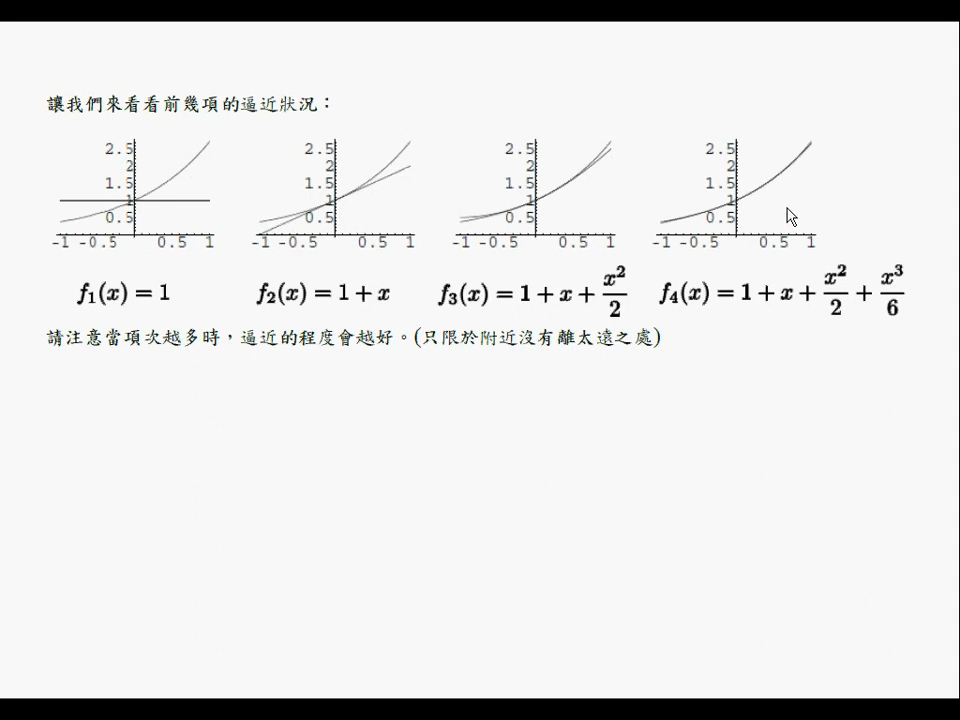 讓我們來看看前幾項的逼近狀況：
2.5 2 1.5 1 0.5 -1 -0.5 0.5 1
2.5 2 1.5 1 0.5 -1 -0.5 0.5 1
2.5 2 1.5 1 0.5 -1 -0.5 0.5 1
2.5 2 1.5 1 0.5 -1 -0.5 0.5 1
f₁(x) = 1
f₂(x) = 1 + x
f₃(x) = 1 + x + x²/2
f₄(x) = 1 + x + x²/2 + x³/6
請注意當項次越多時，逼近的程度會越好。(只限於附近沒有離太遠之處)